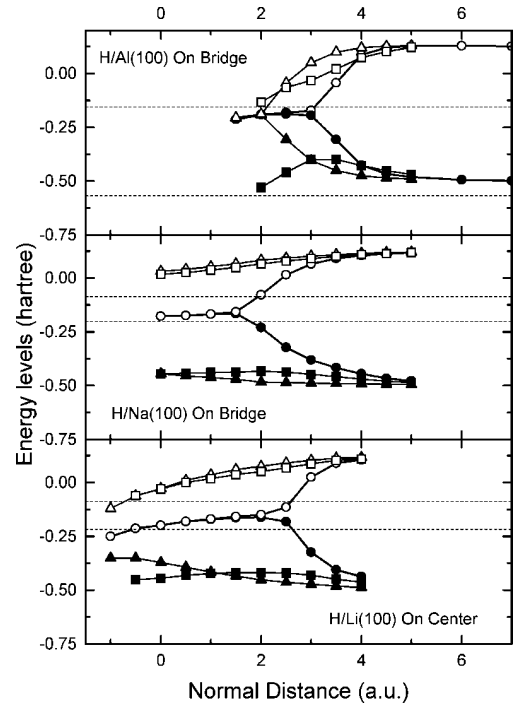 0 2 4 6
H/Al(100) On Bridge
0.00
-0.25
-0.50
-0.75
0.00
-0.25
-0.50
H/Na(100) On Bridge
-0.75
0.00
-0.25
-0.50
H/Li(100) On Center
-0.75
0 2 4 6
Energy levels (hartree)
Normal Distance (a.u.)